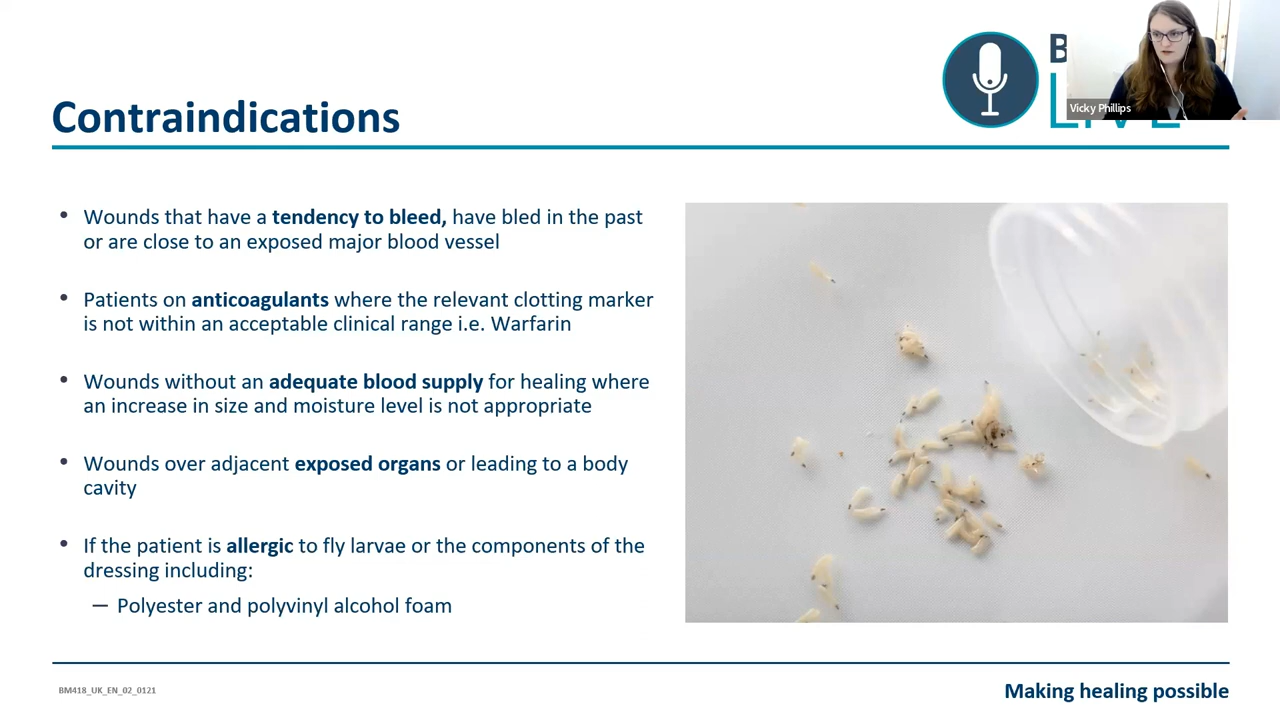 Vicky Phillips
Contraindications
• Wounds that have a tendency to bleed, have bled in the past
or are close to an exposed major blood vessel
• Patients on anticoagulants where the relevant clotting marker
is not within an acceptable clinical range i.e. Warfarin
• Wounds without an adequate blood supply for healing where
an increase in size and moisture level is not appropriate
• Wounds over adjacent exposed organs or leading to a body
cavity
• If the patient is allergic to fly larvae or the components of the
dressing including:
— Polyester and polyvinyl alcohol foam
BM418_UK_EN_02_0121
Making healing possible